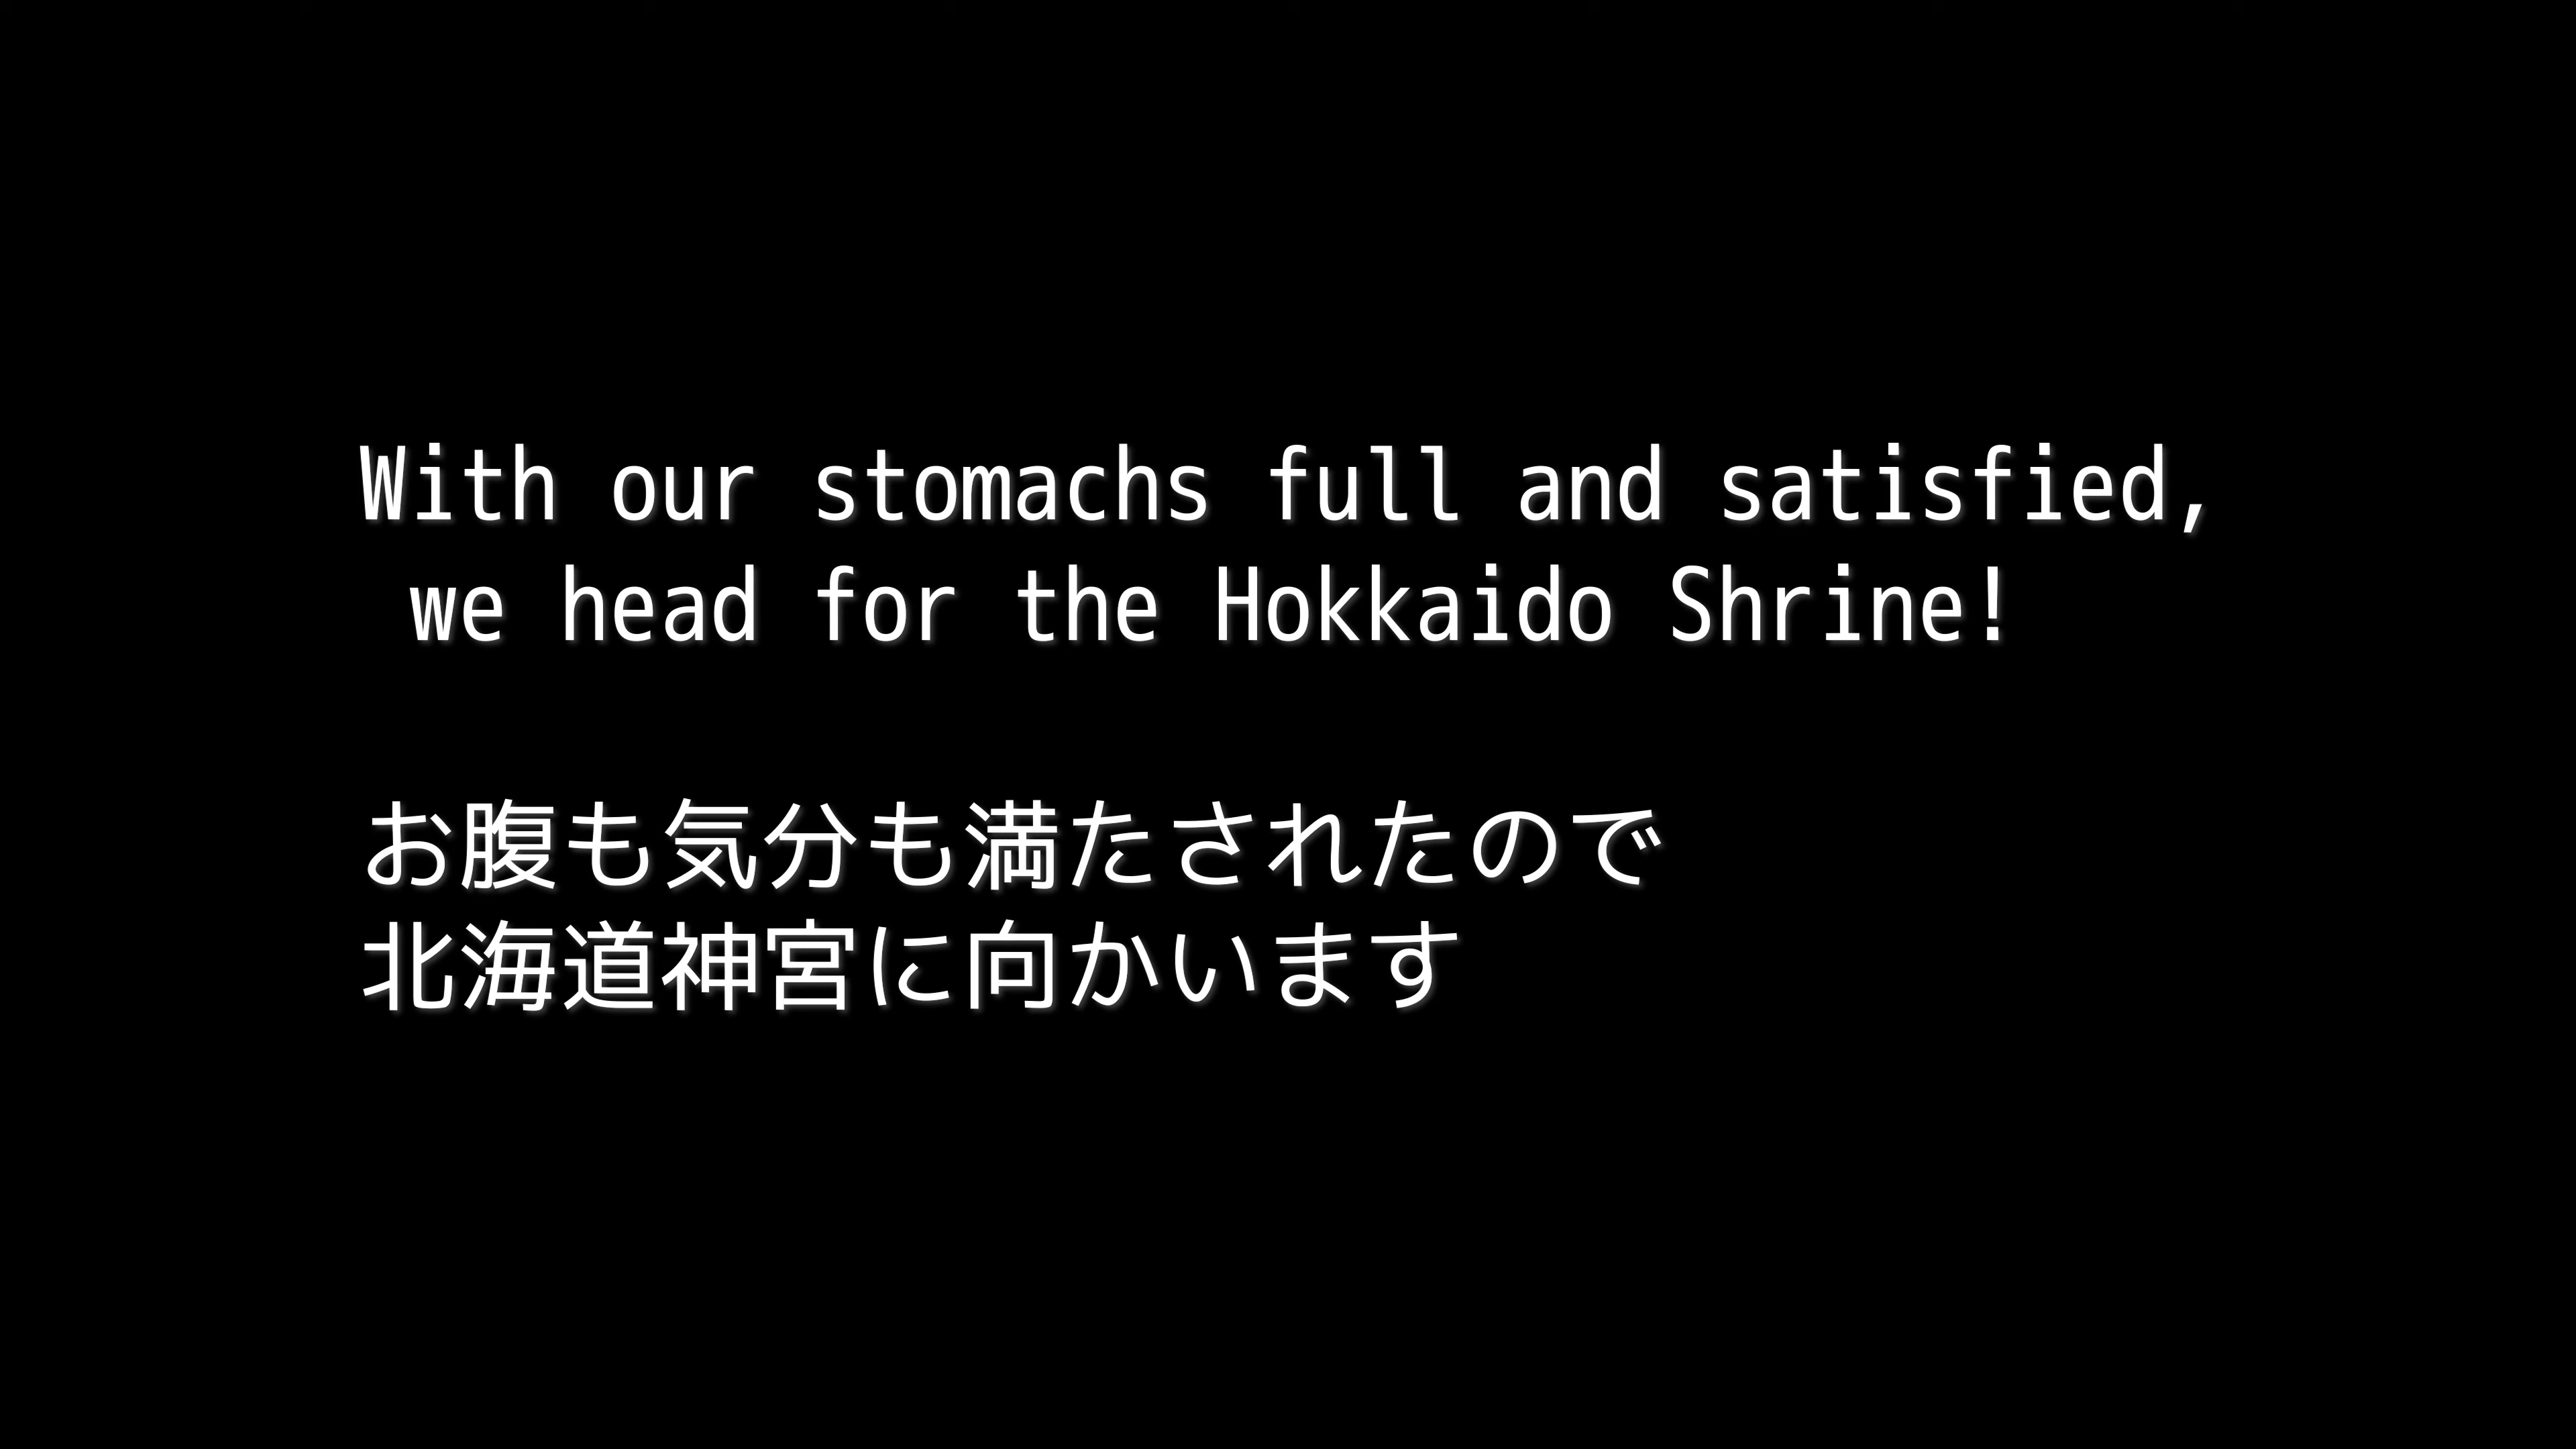 With our stomachs full and satisfied,
we head for the Hokkaido Shrine!
お腹も気分も満たされたので
北海道神宮に向かいます